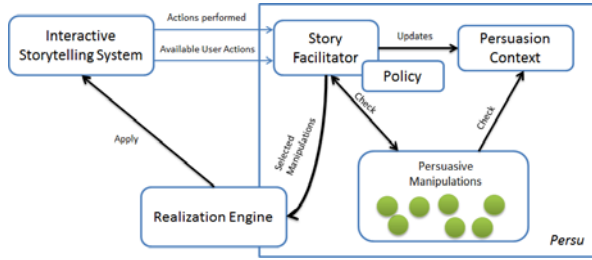 Actions performed
Interactive
Storytelling System
Available User Actions
Story
Facilitator
Policy
Updates
Persuasion
Context
Apply
Selected
Manipulations
Check
Check
Persuasive
Manipulations
Realization Engine
Persu